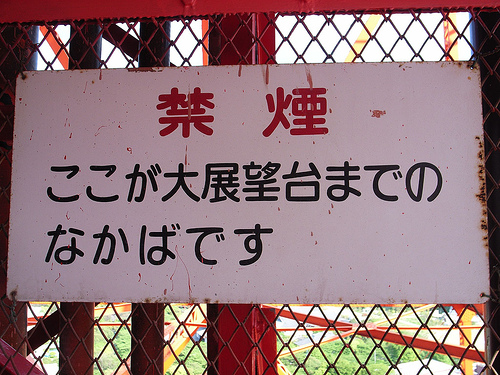 禁煙
ここが大展望台までの
なかばです